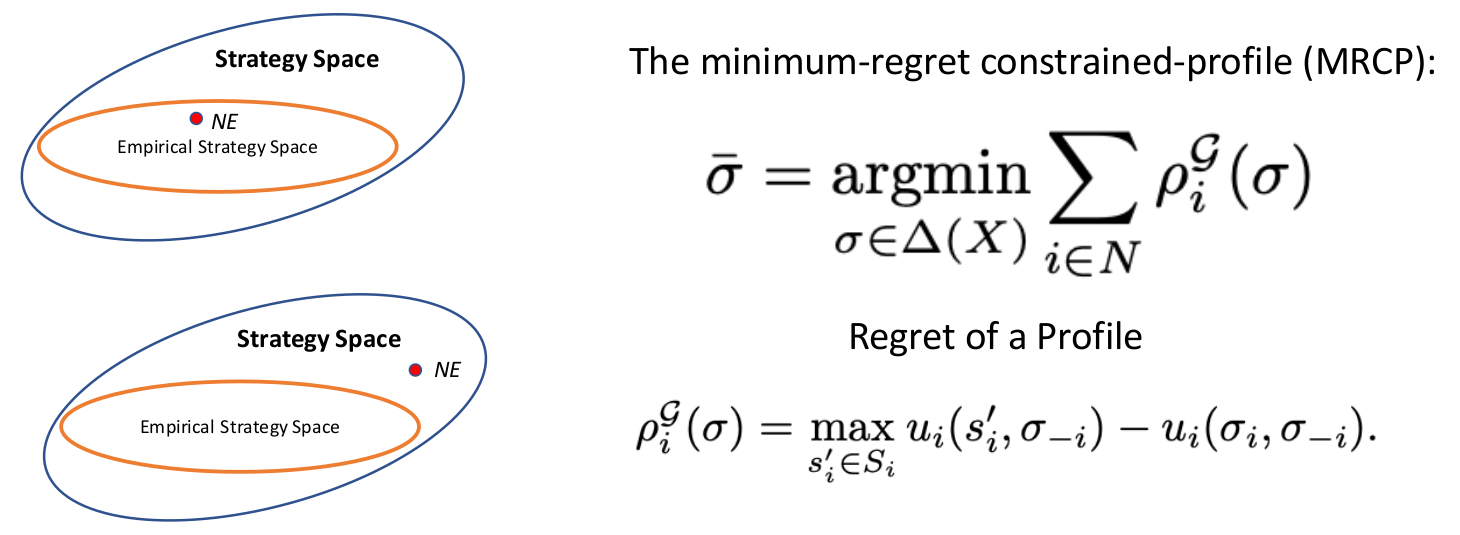 Strategy Space
NE
Empirical Strategy Space
Strategy Space
NE
Empirical Strategy Space
The minimum-regret constrained-profile (MRCP):
σ̄ = argmin_{σ∈Δ(X)} ∑_{i∈N} ρ_i^𝒢(σ)
Regret of a Profile
ρ_i^𝒢(σ) = max_{s′_i∈S_i} u_i(s′_i, σ_{−i}) − u_i(σ_i, σ_{−i}).